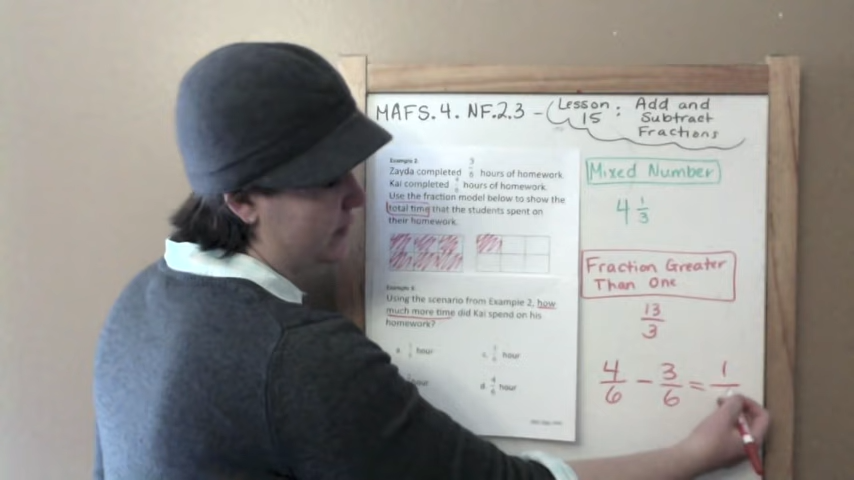 MAFS.4.NF.2.3 - Lesson 15: Add and Subtract Fractions
Example 2
Zayda completed 3/6 hours of homework.
Kai completed 4/6 hours of homework.
Use the fraction model below to show the
total time that the students spent on
their homework.
Using the scenario from Example 2, how
much more time did Kai spend on his
homework?
hour
c. hour
hour
d. 4/6 hour
Mixed Number
4 1/3
Fraction Greater
Than One
13/3
4/6 - 3/6 = 1/